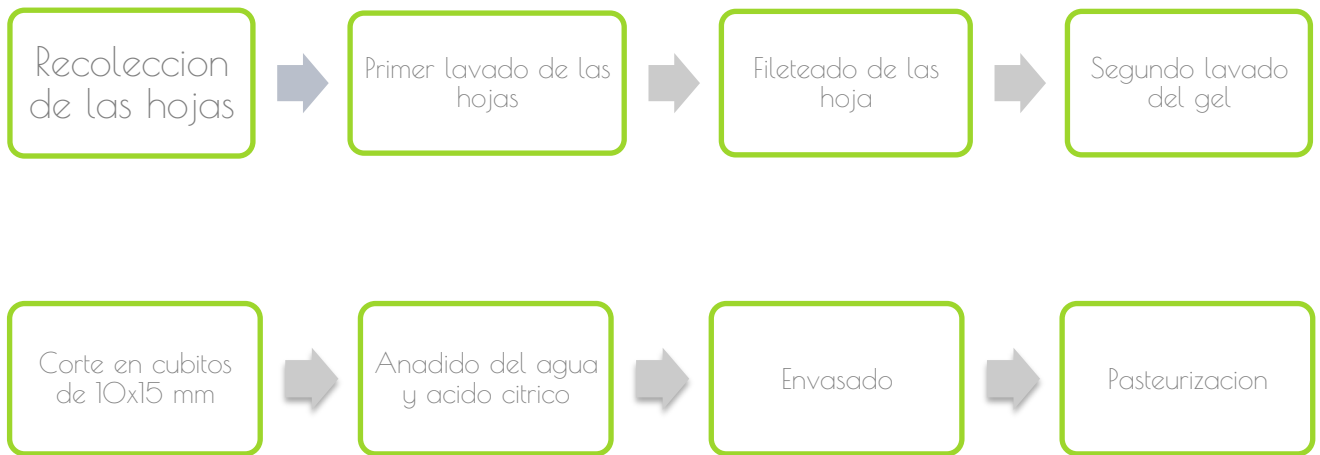 Recoleccion
de las hojas
Primer lavado de las
hojas
Fileteado de las
hoja
Segundo lavado
del gel
Corte en cubitos
de 10x15 mm
Anadido del agua
y acido citrico
Envasado
Pasteurizacion